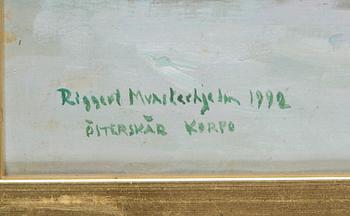 Riggert Munsterhjelm 1992
ÖSTERSKÄR KORPO